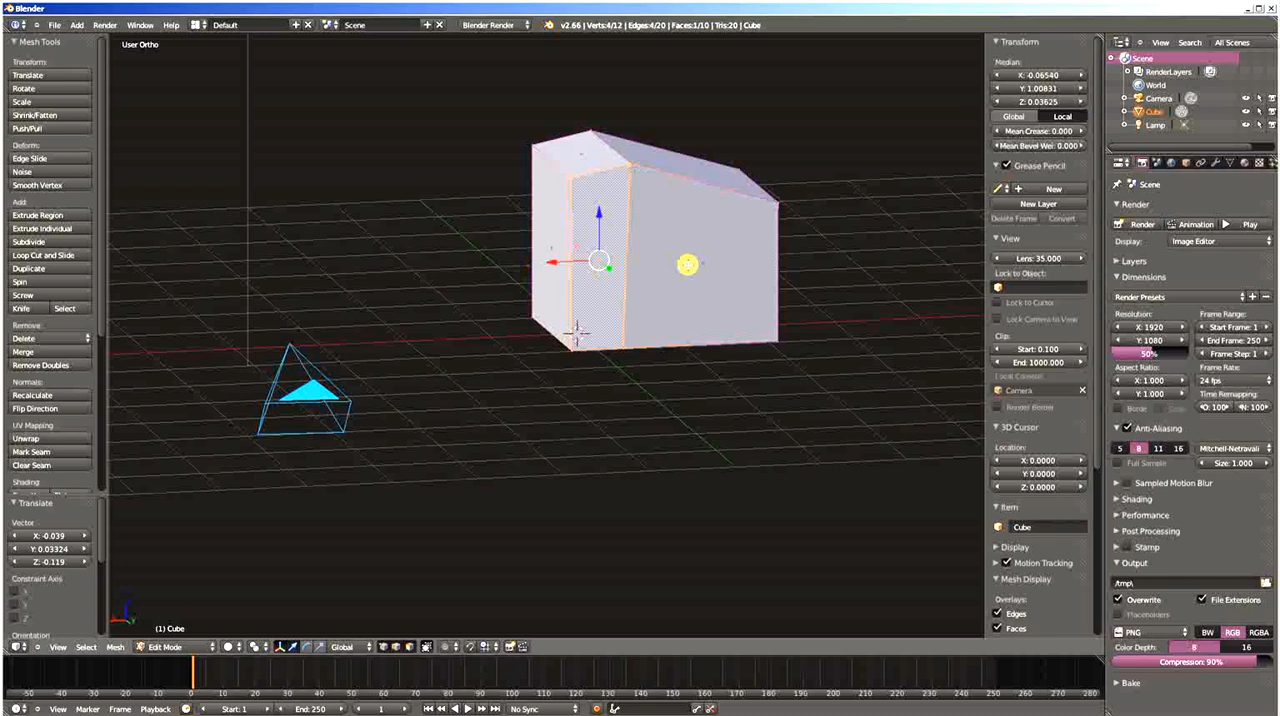 Blender
File Add Render Window Help Default Scene Blender Render v2.66 | Verts:4/12 | Edges:4/20 | Faces:1/10 | Tris:20 | Cube
Mesh Tools
Transform:
Translate
Rotate
Scale
Shrink/Fatten
Push/Pull
Deform:
Edge Slide
Noise
Smooth Vertex
Add:
Extrude Region
Extrude Individual
Subdivide
Loop Cut and Slide
Duplicate
Spin
Screw
Knife Select
Remove:
Delete
Merge
Remove Doubles
Normals:
Recalculate
Flip Direction
UV Mapping
Unwrap
Mark Seam
Clear Seam
Shading:
Translate
Vector
X: -0.039
Y: 0.03324
Z: -0.119
Constraint Axis
X
Y
Z
Orientation
User Ortho
(1) Cube
Transform
Median:
X: -0.06540
Y: 1.00831
Z: 0.03625
Global Local
Mean Crease: 0.000
Mean Bevel Wei: 0.000
Grease Pencil
New
New Layer
Delete Frame Convert
View
Lens: 35.000
Lock to Object:
Lock to Cursor
Lock Camera to View
Clip:
Start: 0.100
End: 1000.000
Local Camera:
Camera
Render Border
3D Cursor
Location:
X: 0.0000
Y: 0.0000
Z: 0.0000
Item
Cube
Display
Motion Tracking
Mesh Display
Overlays:
Edges
Faces
View Search All Scenes
Scene
RenderLayers
World
Camera
Cube
Lamp
Scene
Render
Render Animation Play
Display: Image Editor
Layers
Dimensions
Render Presets
Resolution: Frame Range:
X: 1920 Start Frame: 1
Y: 1080 End Frame: 250
50% Frame Step: 1
Aspect Ratio: Frame Rate:
X: 1.000 24 fps
Y: 1.000 Time Remapping:
Borde Crop O: 100 N: 100
Anti-Aliasing
5 8 11 16 Mitchell-Netravali
Full Sample Size: 1.000
Sampled Motion Blur
Shading
Performance
Post Processing
Stamp
Output
/tmp\
Overwrite File Extensions
Placeholders
PNG BW RGB RGBA
Color Depth: 8 16
Compression: 90%
Bake
View Select Mesh Edit Mode Global
-50 -40 -30 -20 -10 0 10 20 30 40 50 60 70 80 90 100 110 120 130 140 150 160 170 180 190 200 210 220 230 240 250 260 270 280
View Marker Frame Playback Start: 1 End: 250 1 No Sync